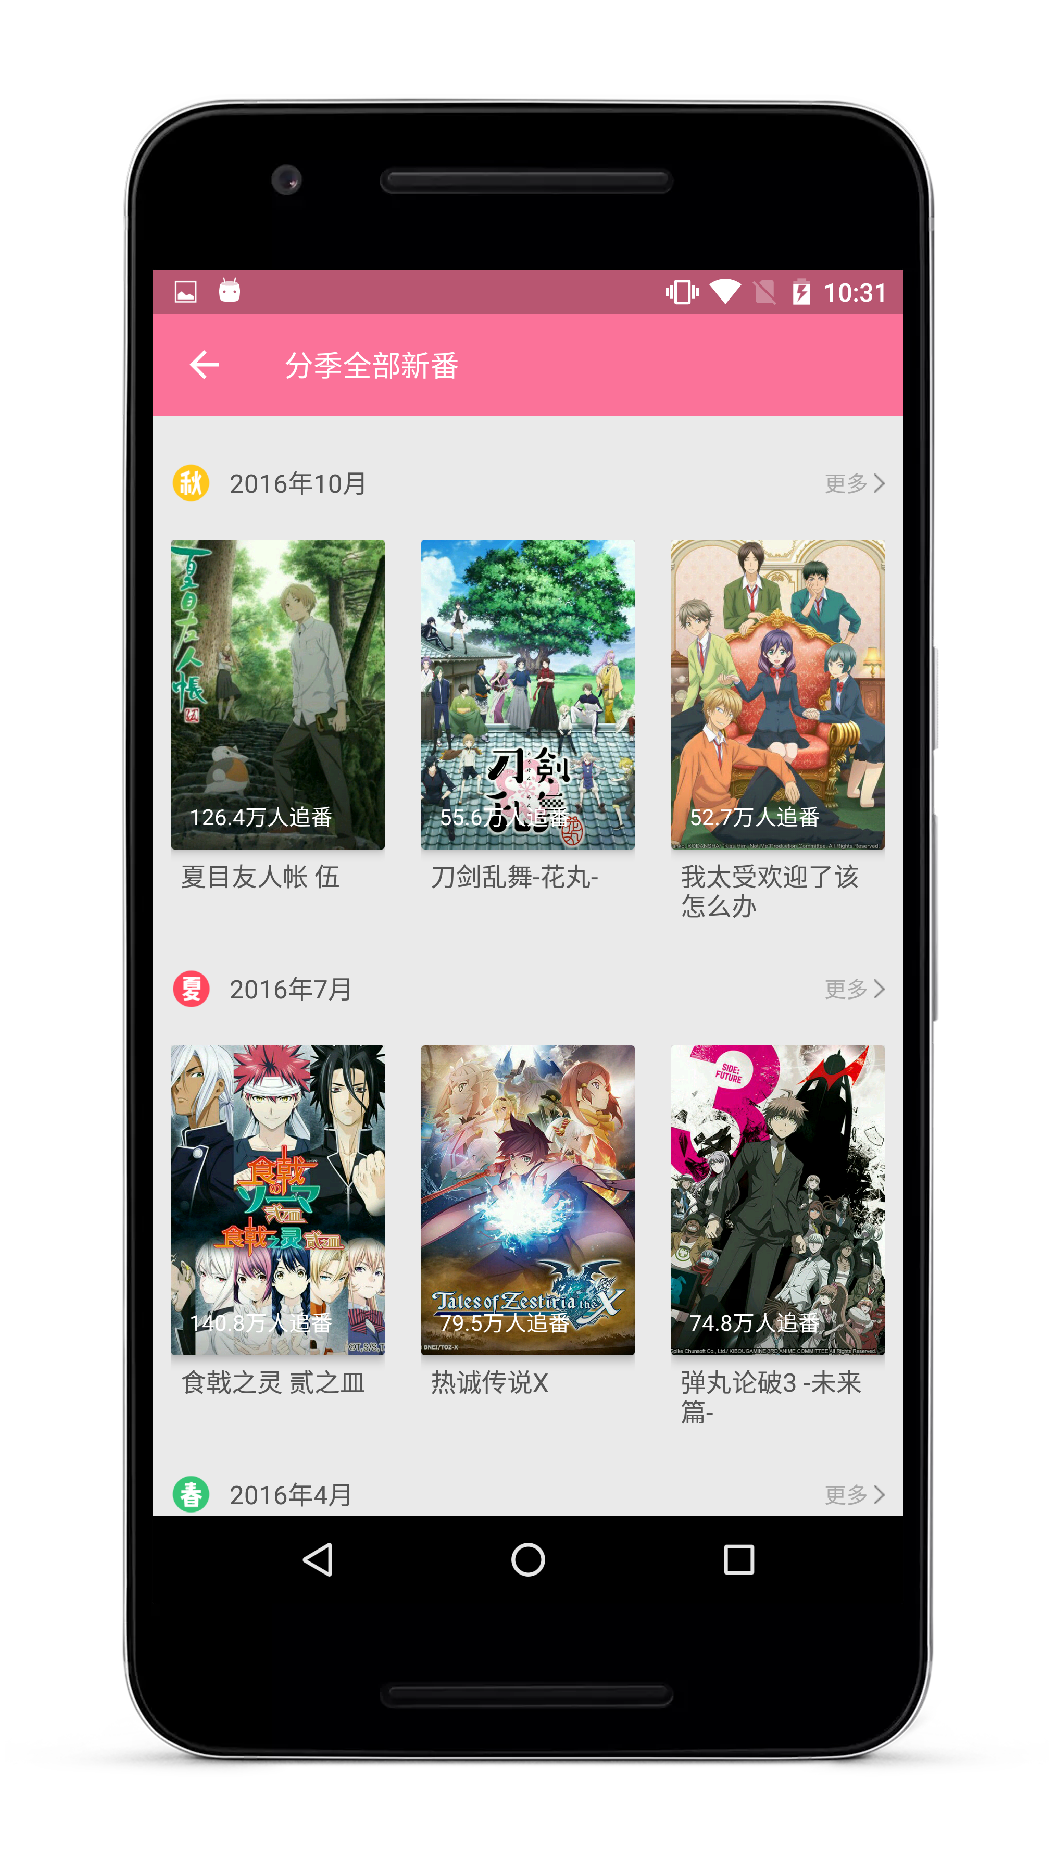 10:31
分季全部新番
秋 2016年10月 更多
夏目友人帳 伍
刀剣乱舞
126.4万人追番
55.6万人追番
52.7万人追番
夏目友人帐 伍
刀剑乱舞-花丸-
我太受欢迎了该
怎么办
夏 2016年7月 更多
食戟の
ソーマ
貮之皿
食戟之灵 贰之皿
3
SIDE:
FUTURE
Tales of Zestiria the X
140.8万人追番
79.5万人追番
74.8万人追番
食戟之灵 贰之皿
热诚传说X
弹丸论破3 -未来
篇-
春 2016年4月 更多